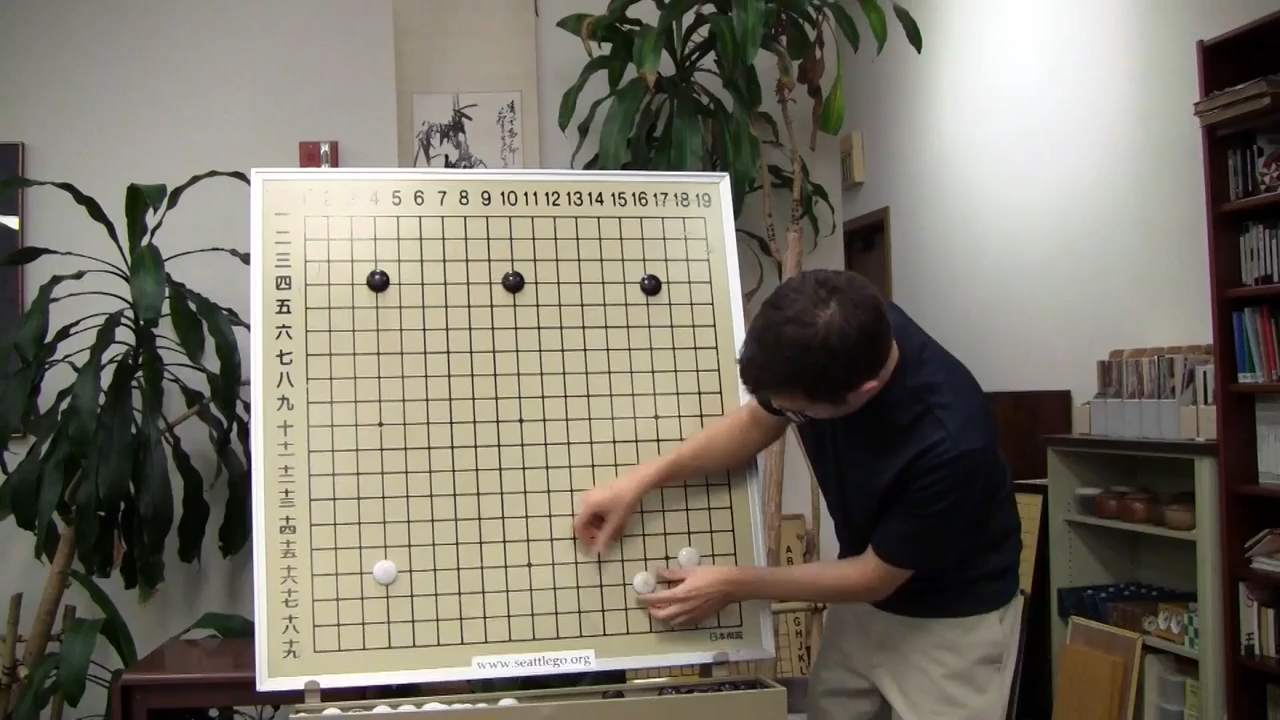 5 6 7 8 9 10 11 12 13 14 15 16 17 18 19
一
二
三
四
五
六
七
八
九
十
十一
十二
十三
十四
十五
十六
十七
十八
十九
日本棋院
www.seattlego.org
A
B
G
H
J
K